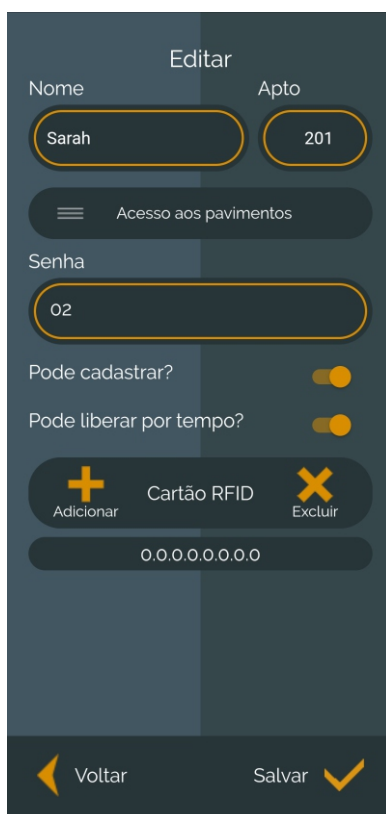 Editar
Nome Apto
Sarah 201
Acesso aos pavimentos
Senha
02
Pode cadastrar?
Pode liberar por tempo?
Cartão RFID
Adicionar Excluir
0.0.0.0.0.0.0.0
Voltar Salvar